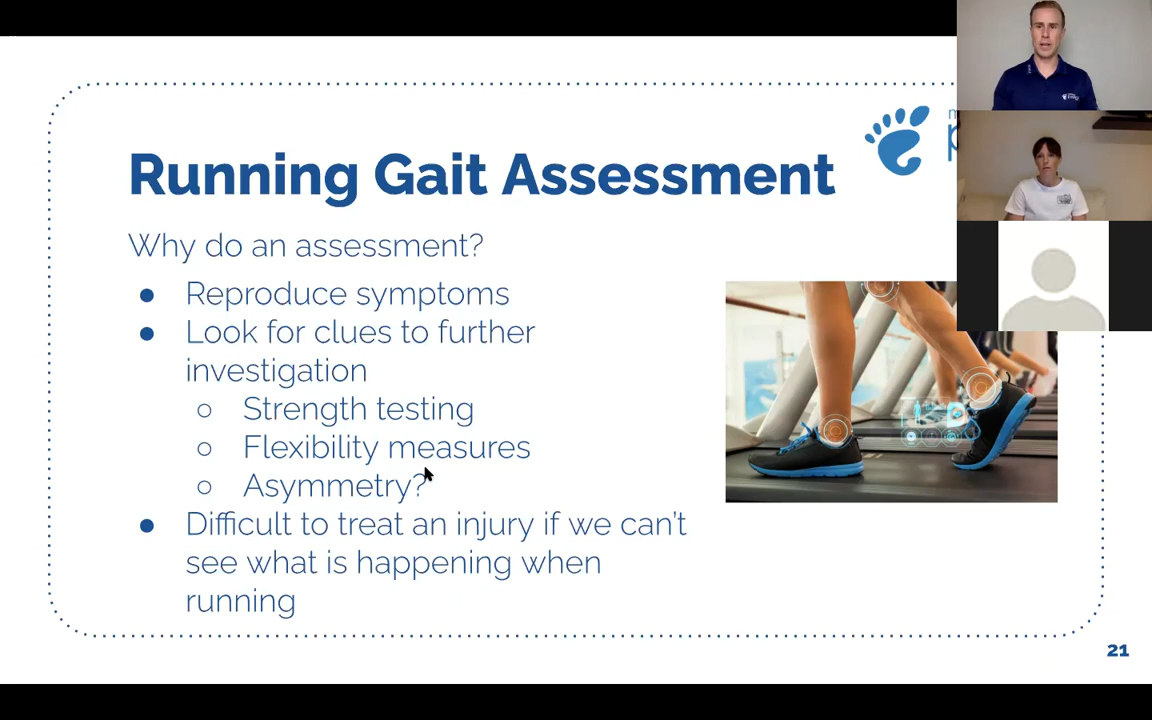 Running Gait Assessment
Why do an assessment?
● Reproduce symptoms
● Look for clues to further
investigation
○ Strength testing
○ Flexibility measures
○ Asymmetry?
● Difficult to treat an injury if we can't
see what is happening when
running
21